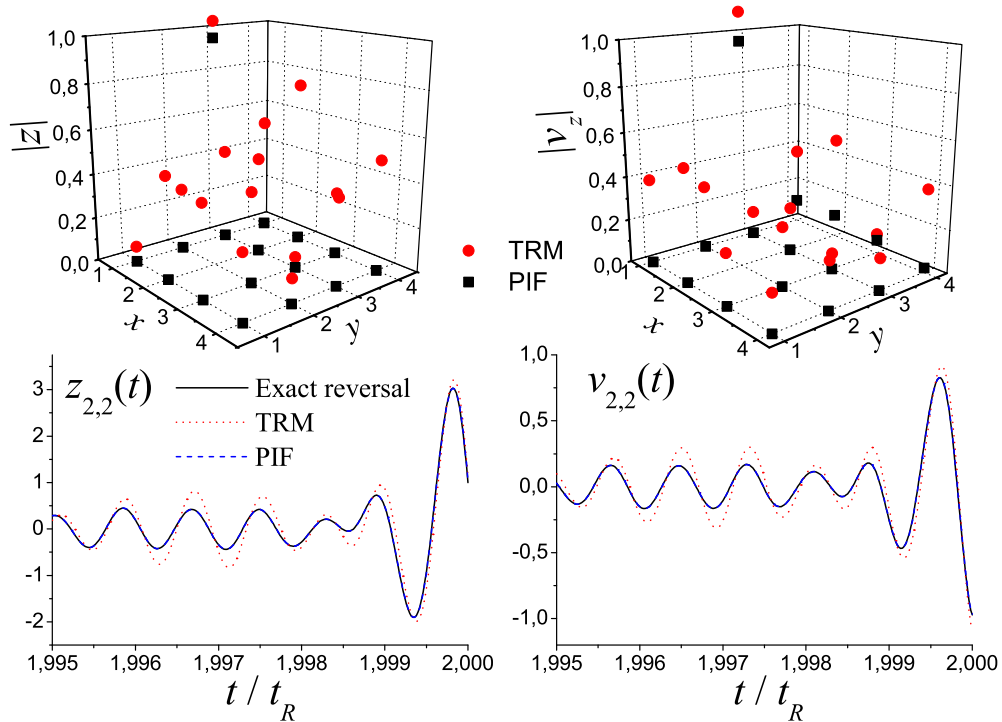 1,0
0,8
0,6
0,4
0,2
0,0
|z|
1
2
3
4
x
1
2
3
4
y
TRM
PIF
1,0
0,8
0,6
0,4
0,2
0,0
|v_z|
1
2
3
4
x
1
2
3
4
y
z_{2,2}(t)
Exact reversal
TRM
PIF
3
2
1
0
-1
-2
1,995 1,996 1,997 1,998 1,999 2,000
t / t_R
v_{2,2}(t)
1,0
0,5
0,0
-0,5
-1,0
1,995 1,996 1,997 1,998 1,999 2,000
t / t_R